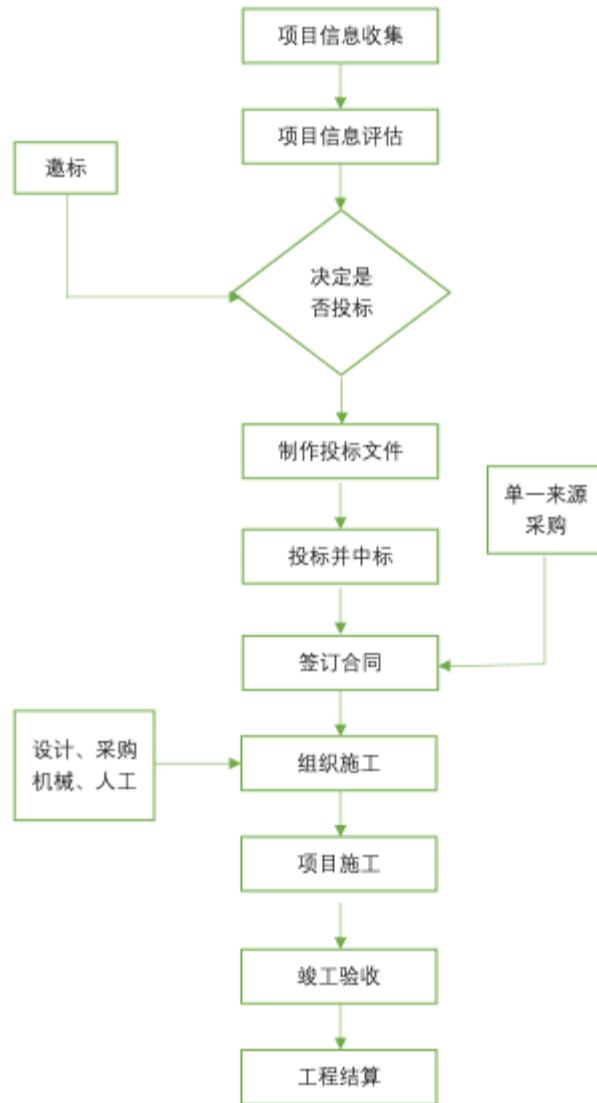 项目信息收集
项目信息评估
邀标
决定是
否投标
制作投标文件
单一来源
采购
投标并中标
签订合同
设计、采购
机械、人工
组织施工
项目施工
竣工验收
工程结算